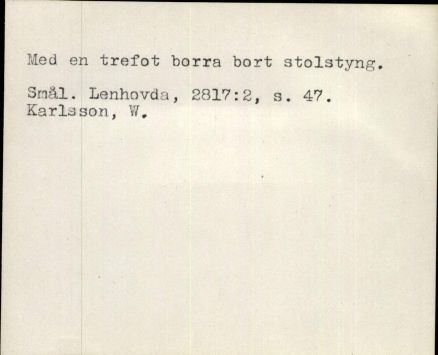 Med en trefot borra bort stolstyng.
Smål. Lenhovda, 2817:2, s. 47.
Karlsson, W.